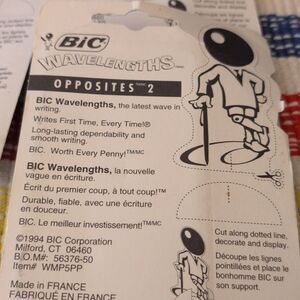 BiC
WAVELENGTHS™
OPPOSITES™ 2
BIC Wavelengths, the latest wave in
writing.
Writes First Time, Every Time!®
Long-lasting dependability and
smooth writing.
BIC. Worth Every Penny!TM/MC
BIC Wavelengths, la nouvelle
vague en écriture.
Écrit du premier coup, à tout coup!™
Durable, fiable, avec une écriture
en douceur.
BIC. Le meilleur investissement!TM/MC
©1994 BIC Corporation
Milford, CT 06460
B.O.M#: 56376-50
Item# WMP5PP
Made in FRANCE
FABRIQUÉ EN FRANCE
Cut along dotted line,
decorate and display.
Découpe les lignes
pointillées et place le
bonhomme BIC sur
son socle.